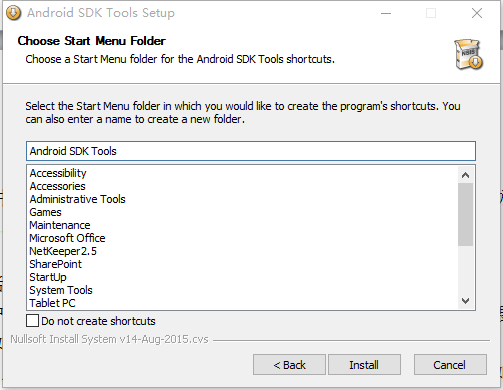 Android SDK Tools Setup
Choose Start Menu Folder
Choose a Start Menu folder for the Android SDK Tools shortcuts.
Select the Start Menu folder in which you would like to create the program's shortcuts. You
can also enter a name to create a new folder.
Android SDK Tools
Accessibility
Accessories
Administrative Tools
Games
Maintenance
Microsoft Office
NetKeeper2.5
SharePoint
StartUp
System Tools
Tablet PC
Do not create shortcuts
Nullsoft Install System v14-Aug-2015.cvs
< Back
Install
Cancel